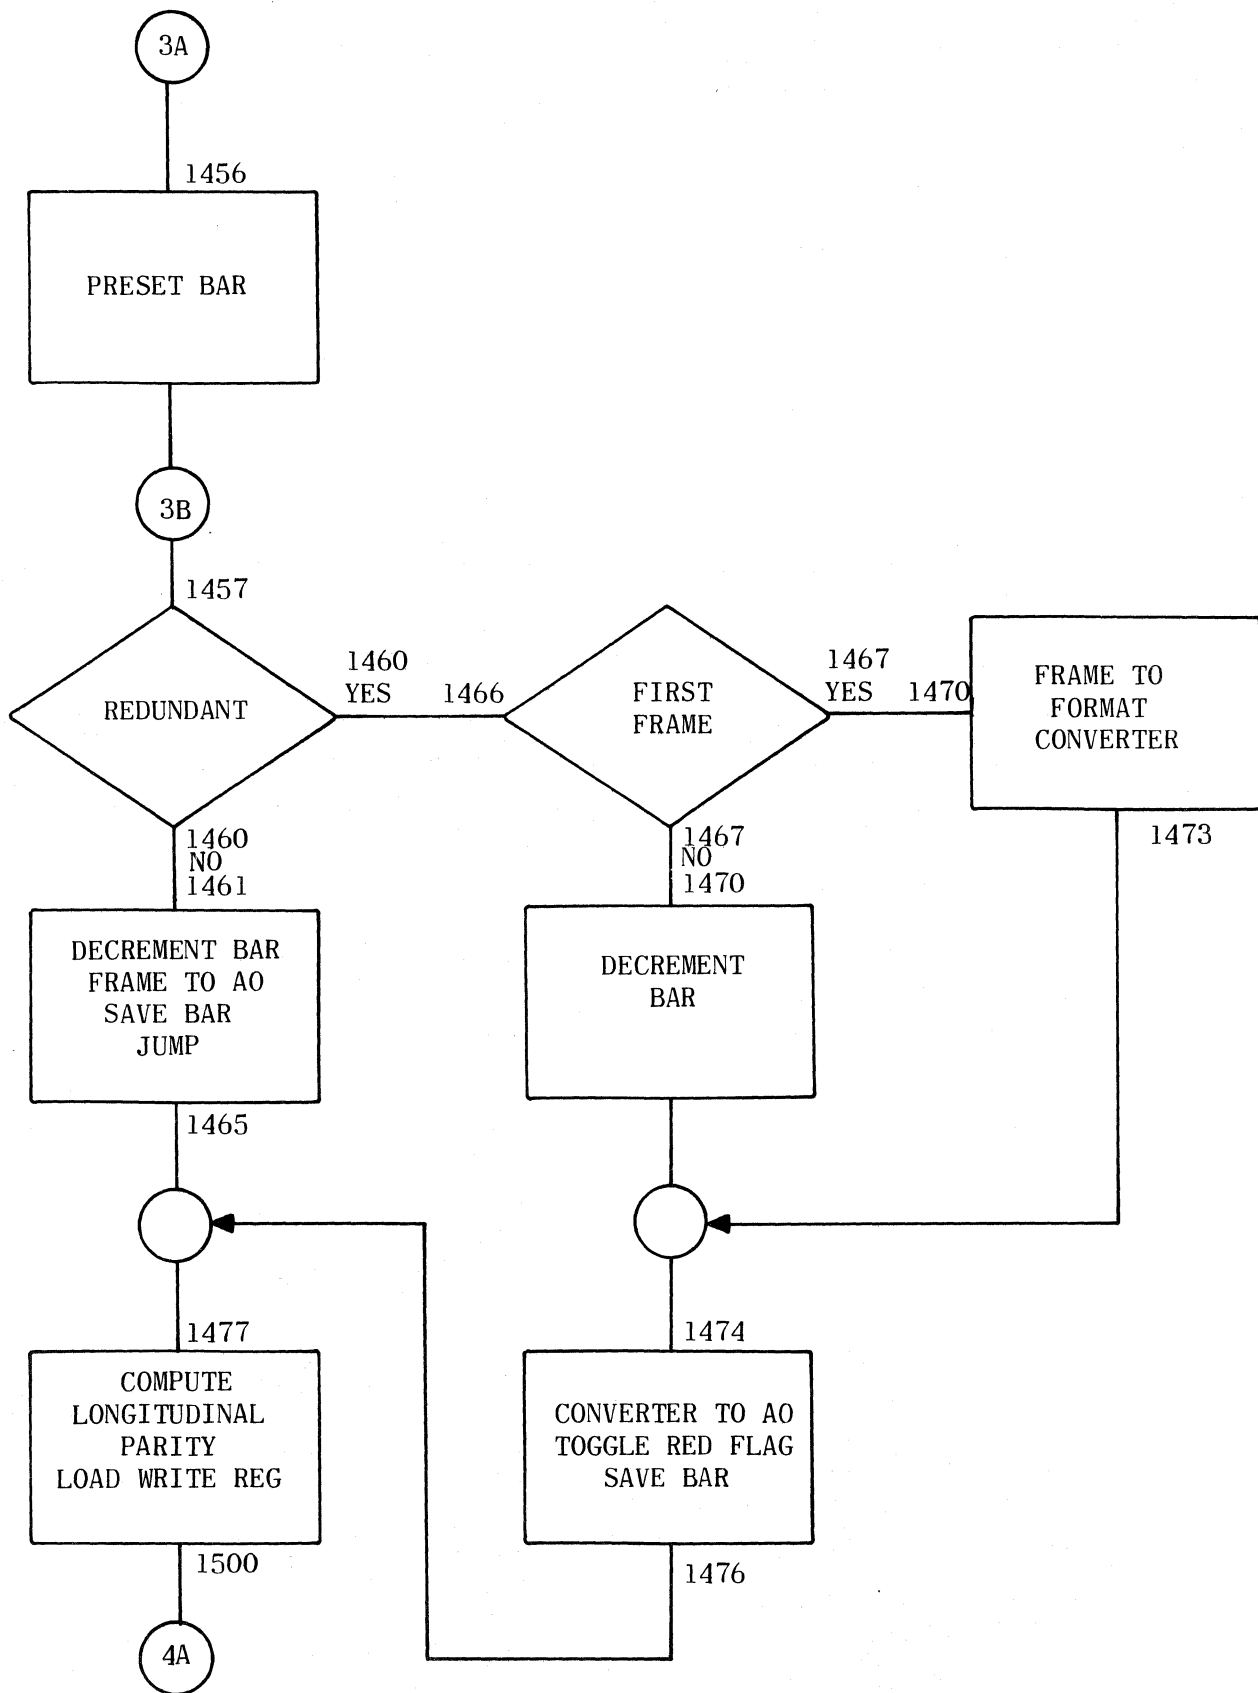 3A
1456
PRESET BAR
3B
1457
REDUNDANT
1460
YES 1466
FIRST
FRAME
1467
YES 1470
FRAME TO
FORMAT
CONVERTER
1473
1460
NO
1461
DECREMENT BAR
FRAME TO AO
SAVE BAR
JUMP
1465
1467
NO
1470
DECREMENT
BAR
1474
CONVERTER TO AO
TOGGLE RED FLAG
SAVE BAR
1476
1477
COMPUTE
LONGITUDINAL
PARITY
LOAD WRITE REG
1500
4A